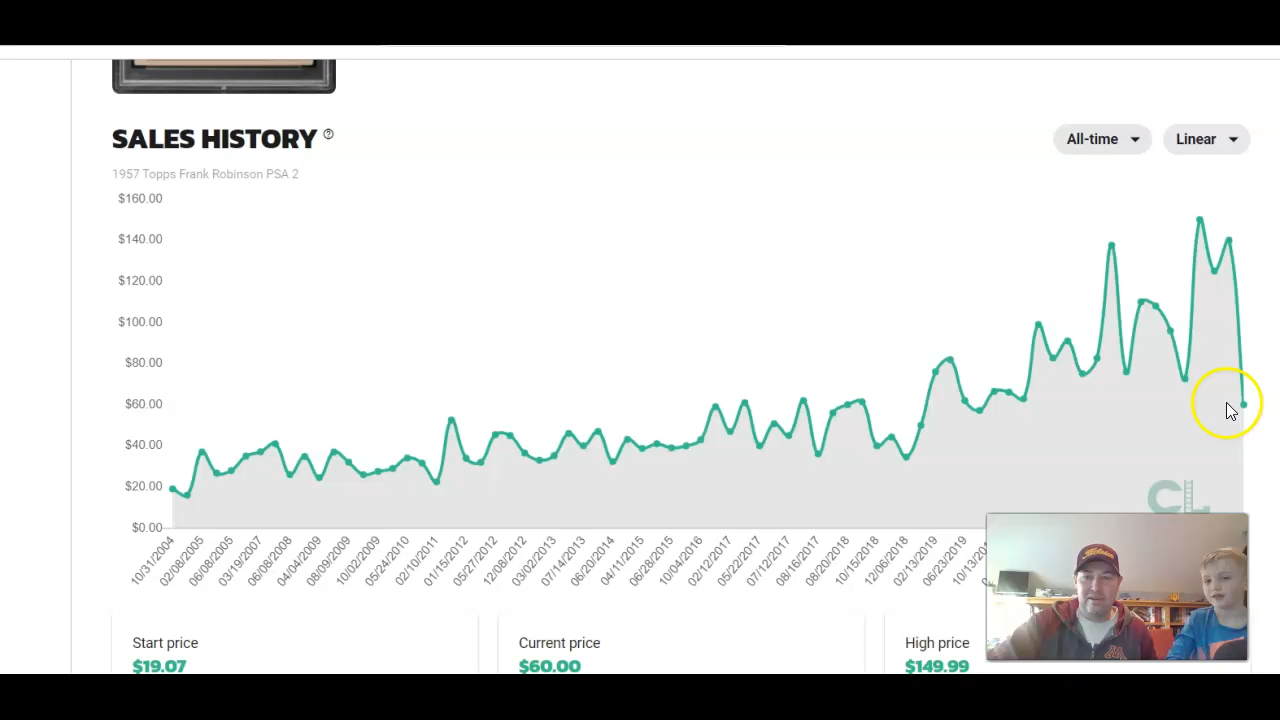 SALES HISTORY ?
All-time
Linear
1957 Topps Frank Robinson PSA 2
$160.00
$140.00
$120.00
$100.00
$80.00
$60.00
$40.00
$20.00
$0.00
CL
10/31/2004 02/08/2005 06/08/2005 03/19/2007 06/08/2008 04/04/2009 08/09/2009 10/02/2009 05/24/2010 02/10/2011 01/15/2012 05/27/2012 12/08/2012 03/02/2013 07/14/2013 06/20/2014 04/11/2015 06/28/2015 10/04/2016 02/12/2017 05/22/2017 07/12/2017 08/16/2017 08/20/2018 10/15/2018 12/06/2018 02/13/2019 06/23/2019
Start price
$19.07
Current price
$60.00
High price
$149.99